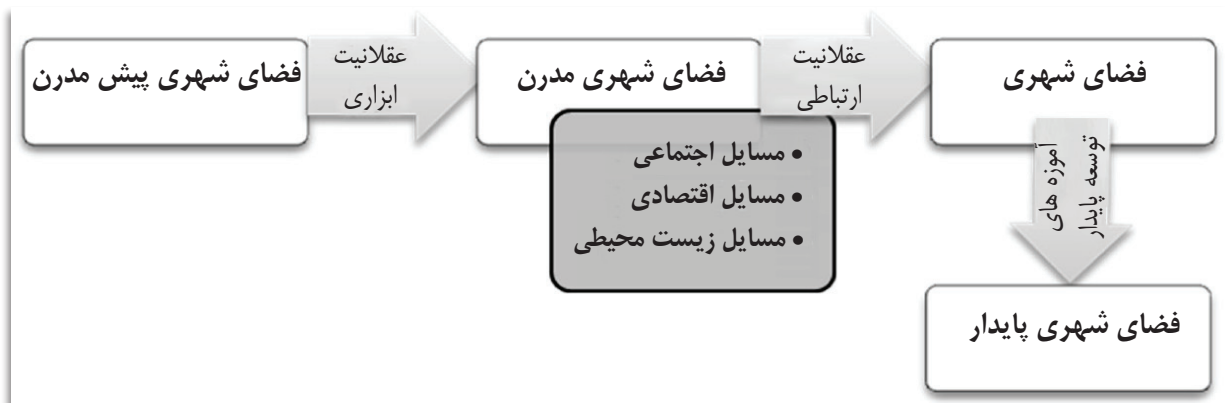 فضای شهری پیش مدرن
عقلانیت
ابزاری
فضای شهری مدرن
• مسایل اجتماعی
• مسایل اقتصادی
• مسایل زیست محیطی
عقلانیت
ارتباطی
فضای شهری
آموزه های
توسعه پایدار
فضای شهری پایدار